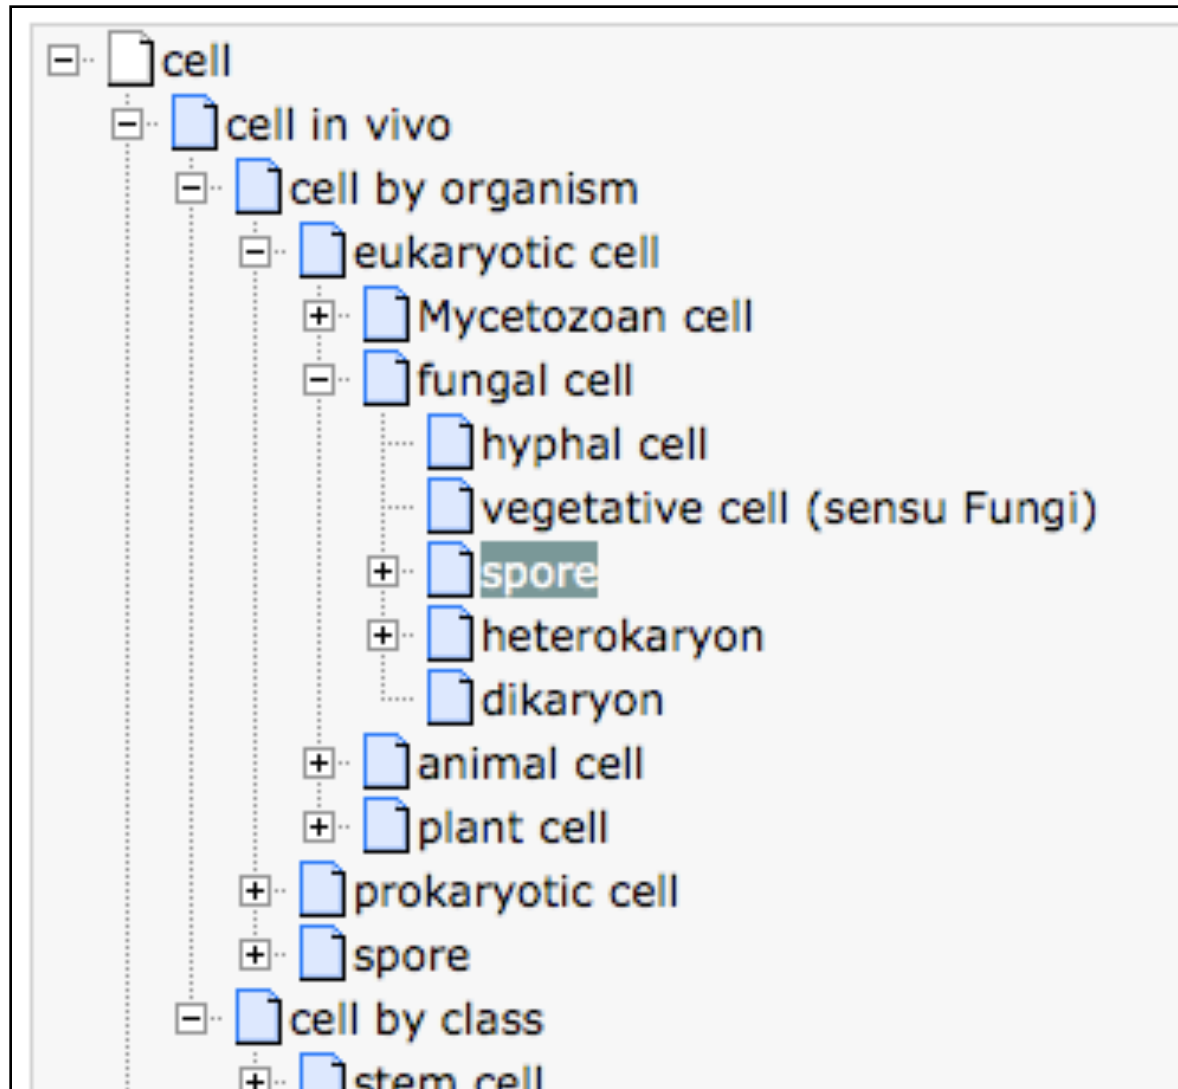 cell
cell in vivo
cell by organism
eukaryotic cell
Mycetozoan cell
fungal cell
hyphal cell
vegetative cell (sensu Fungi)
spore
heterokaryon
dikaryon
animal cell
plant cell
prokaryotic cell
spore
cell by class
stem cell